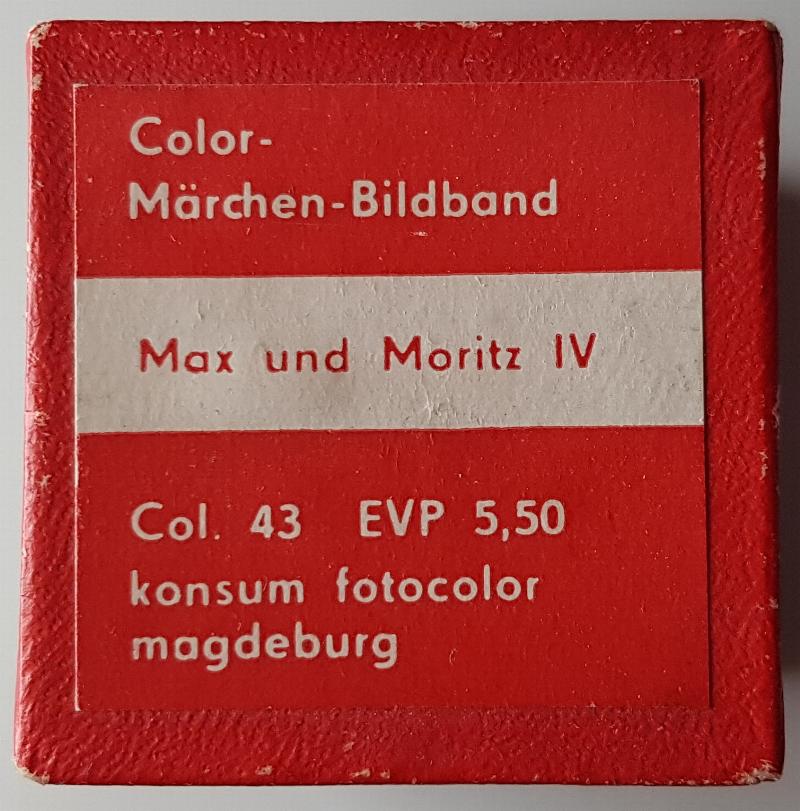 Color-
Märchen-Bildband
Max und Moritz IV
Col. 43 EVP 5,50
konsum fotocolor
magdeburg